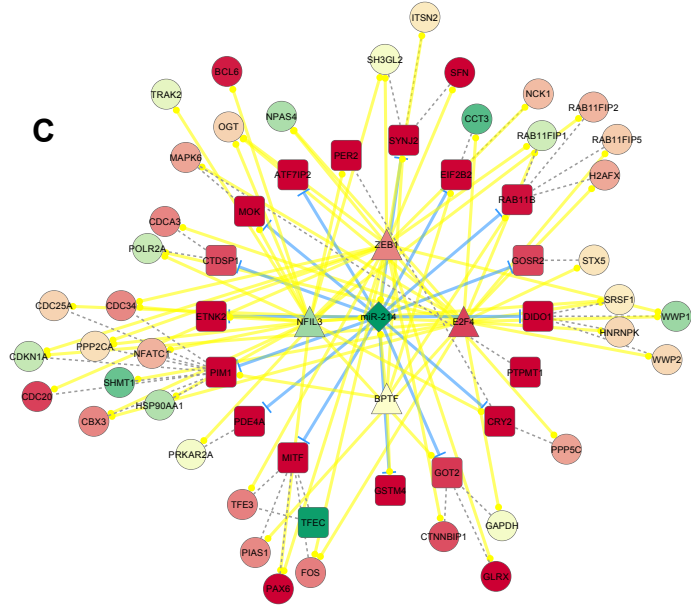 C
ITSN2
SH3GL2
BCL6
SFN
TRAK2
NCK1
RAB11FIP2
NPAS4
CCT3
OGT
RAB11FIP1
RAB11FIP5
SYNJ2
PER2
MAPK6
ATF7IP2
EIF2B2
H2AFX
RAB11B
MOK
CDCA3
ZEB1
POLR2A
CTDSP1
GOSR2
STX5
CDC25A
CDC34
SRSF1
ETNK2
NFIL3
miR-214
E2F4
DIDO1
WWP1
HNRNPK
PPP2CA
NFATC1
CDKN1A
WWP2
PIM1
PTPMT1
SHMT1
CDC20
HSP90AA1
BPTF
CBX3
PDE4A
CRY2
PRKAR2A
PPP5C
MITF
GOT2
GSTM4
TFE3
TFEC
GAPDH
CTNNBIP1
PIAS1
FOS
GLRX
PAX6